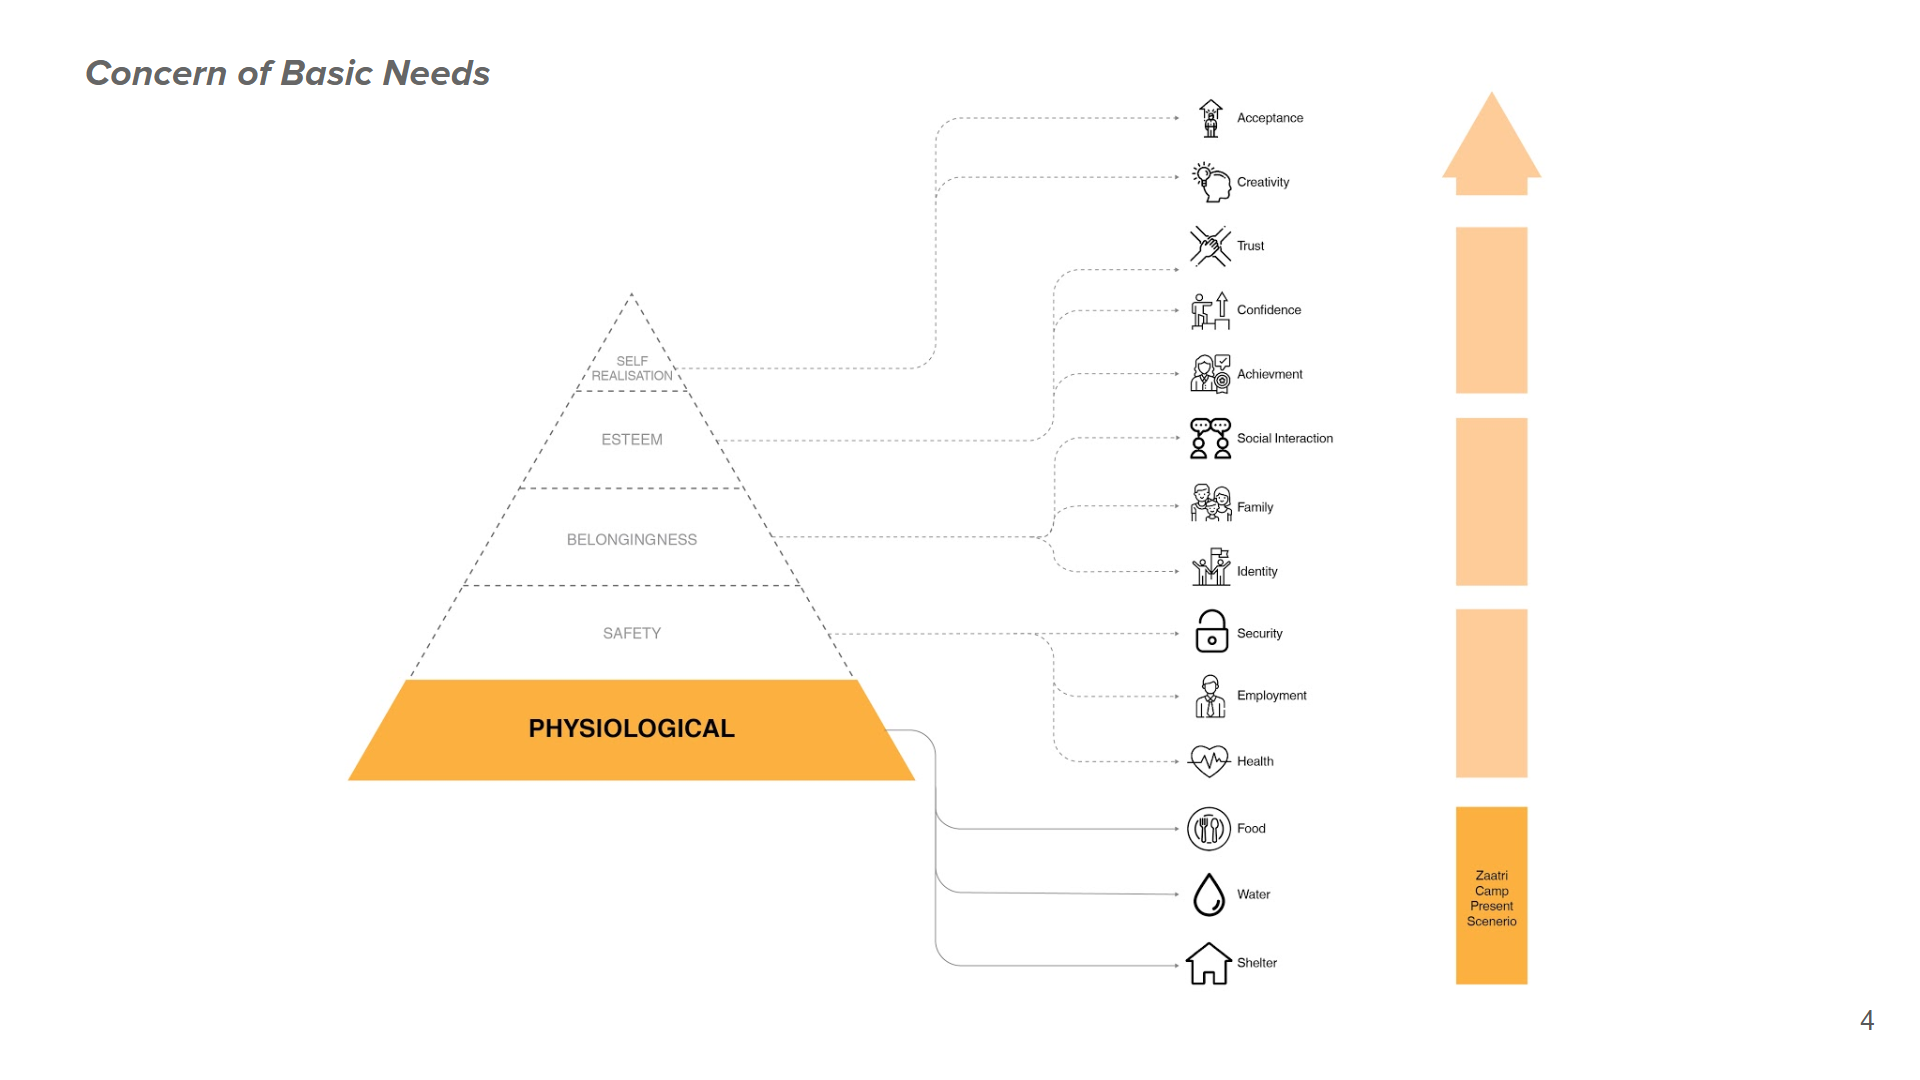 Concern of Basic Needs
SELF
REALISATION
ESTEEM
BELONGINGNESS
SAFETY
PHYSIOLOGICAL
Acceptance
Creativity
Trust
Confidence
Achievment
Social Interaction
Family
Identity
Security
Employment
Health
Food
Water
Shelter
Zaatri
Camp
Present
Scenerio
4